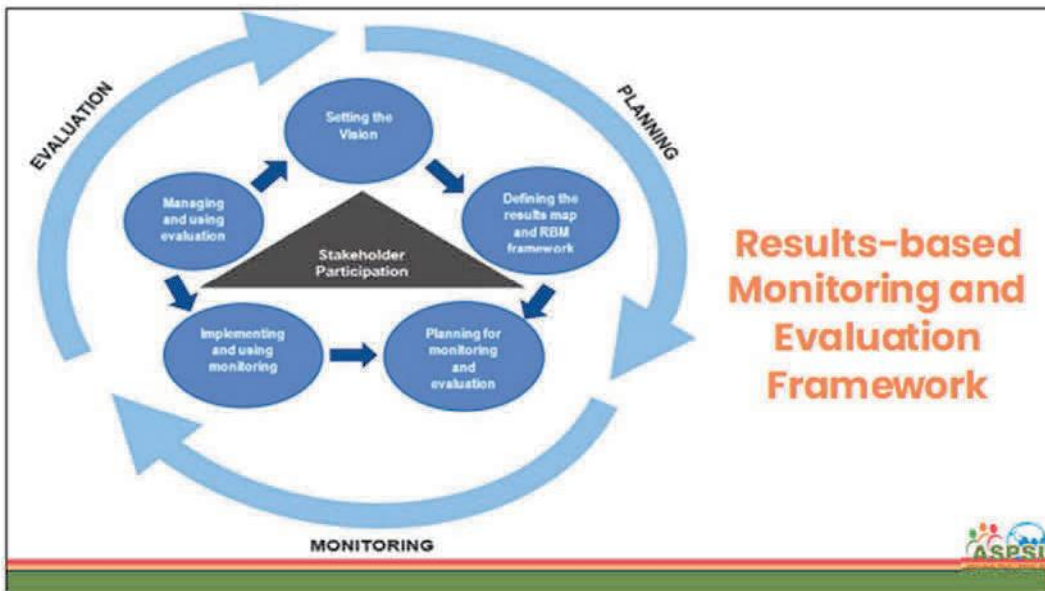 EVALUATION
PLANNING
Setting the
Vision
Managing
and using
evaluation
Defining the
results map
and RBM
framework
Stakeholder
Participation
Implementing
and using
monitoring
Planning for
monitoring
and
evaluation
MONITORING
Results-based
Monitoring and
Evaluation
Framework